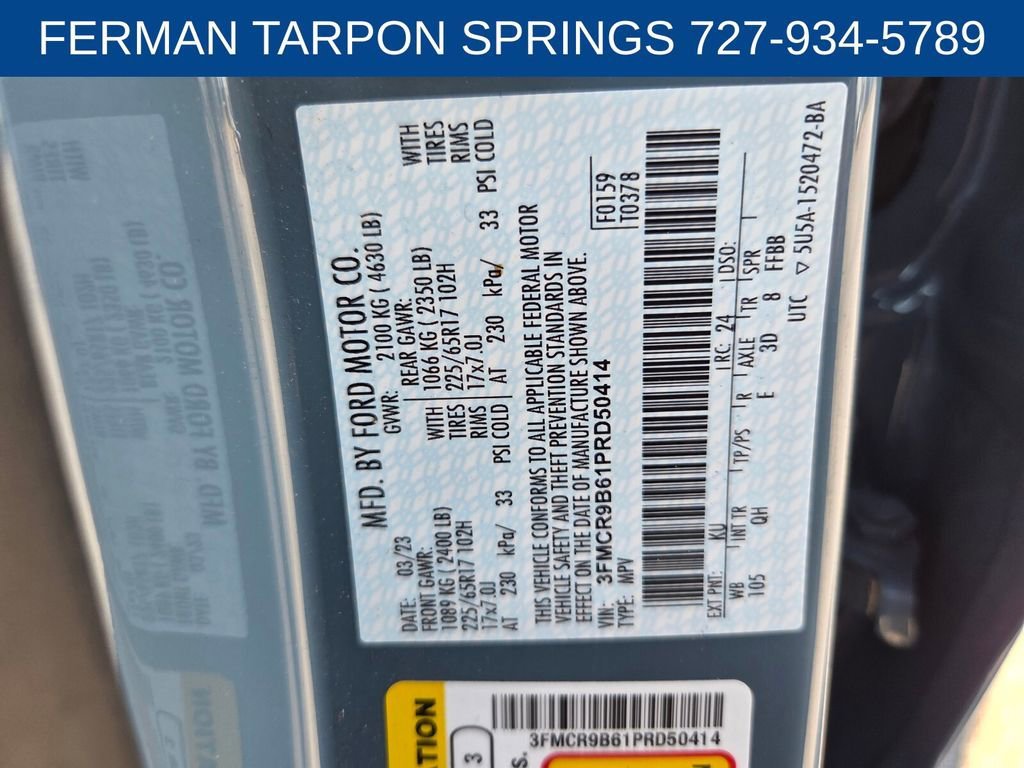 FERMAN TARPON SPRINGS 727-934-5789
MFD. BY FORD MOTOR CO.
DATE: 03/23 GVWR: 2100 KG ( 4630 LB)
FRONT GAWR: REAR GAWR:
1089 KG ( 2400 LB) WITH 1066 KG ( 2350 LB) WITH
225/65R17 102H TIRES 225/65R17 102H TIRES
17x7.0J RIMS 17x7.0J RIMS
AT 230 kPa/ 33 PSI COLD AT 230 kPa/ 33 PSI COLD
THIS VEHICLE CONFORMS TO ALL APPLICABLE FEDERAL MOTOR
VEHICLE SAFETY AND THEFT PREVENTION STANDARDS IN
EFFECT ON THE DATE OF MANUFACTURE SHOWN ABOVE.
VIN: 3FMCR9B61PRD50414 F0159
TYPE: MPV T0378
EXT PNT: KU RC: 24 DSO:
WB INT TR TP/PS R AXLE TR SPR
105 QH E 3D 8 FFBB
UTC ▽ 5U5A-1520472-BA
3FMCR9B61PRD50414
3